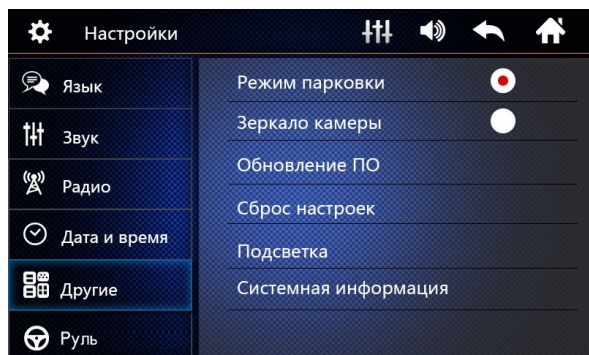 Настройки
Язык
Звук
Радио
Дата и время
Другие
Руль
Режим парковки
Зеркало камеры
Обновление ПО
Сброс настроек
Подсветка
Системная информация